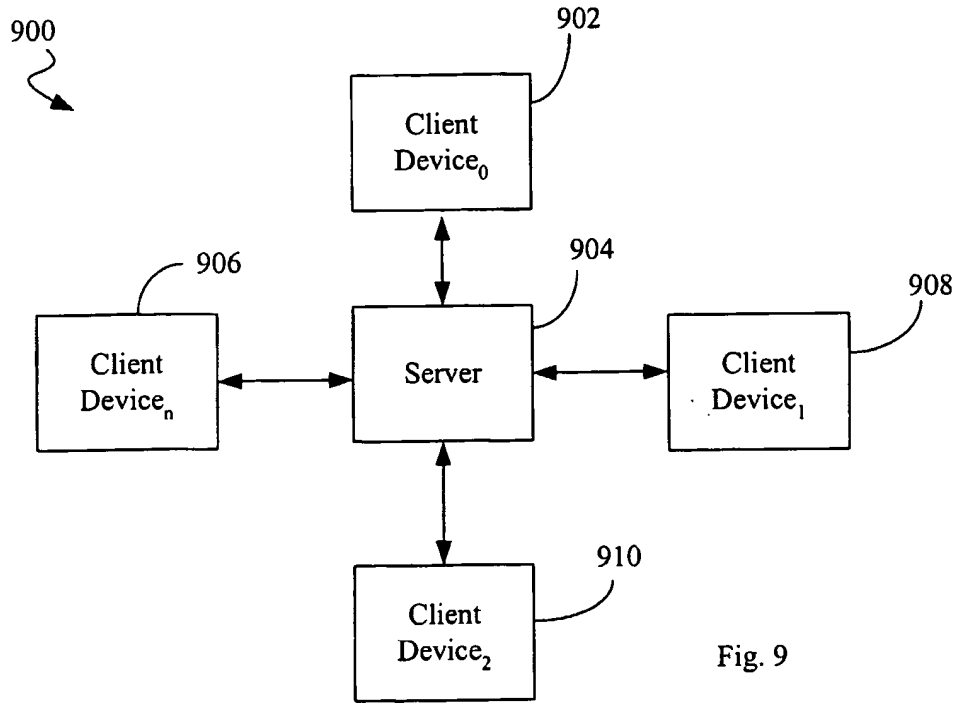 900
902
Client
Device₀
906
904
908
Client
Deviceₙ
Server
Client
Device₁
910
Client
Device₂
Fig. 9